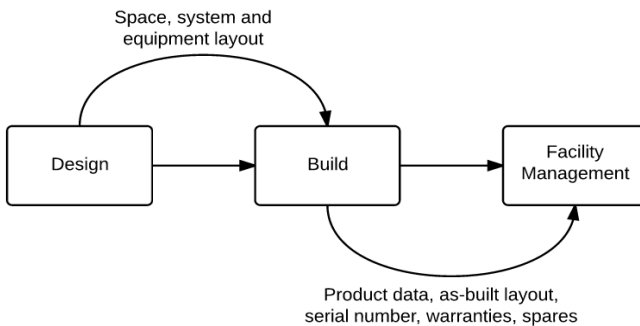 Space, system and
equipment layout
Design
Build
Facility
Management
Product data, as-built layout,
serial number, warranties, spares